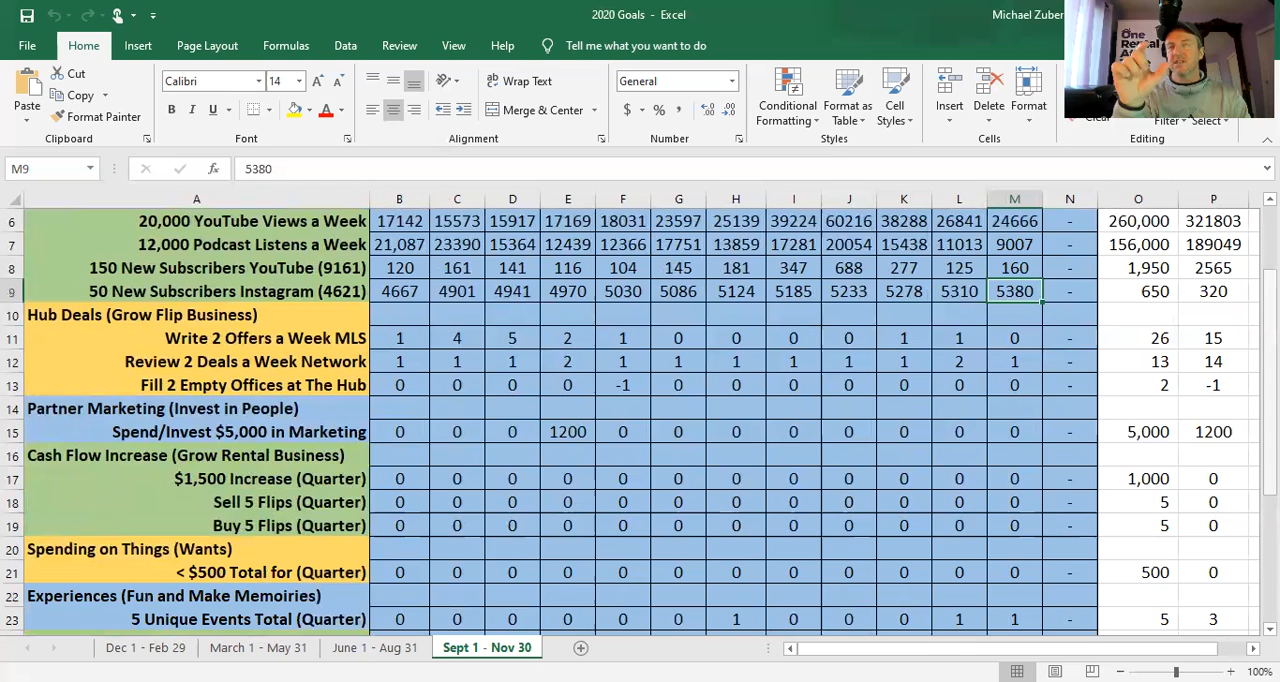 2020 Goals - Excel
Michael Zuber
File Home Insert Page Layout Formulas Data Review View Help Tell me what you want to do
Paste
Cut
Copy
Format Painter
Calibri 14
B I U
Wrap Text
Merge & Center
General
$ % ,
Conditional Formatting
Format as Table
Cell Styles
Insert Delete Format
Filter Select
Clipboard Font Alignment Number Styles Cells Editing
One
Rental
M9 fx 5380
A B C D E F G H I J K L M N O P
6 20,000 YouTube Views a Week 17142 15573 15917 17169 18031 23597 25139 39224 60216 38288 26841 24666 - 260,000 321803
7 12,000 Podcast Listens a Week 21,087 23390 15364 12439 12366 17751 13859 17281 20054 15438 11013 9007 - 156,000 189049
8 150 New Subscribers YouTube (9161) 120 161 141 116 104 145 181 347 688 277 125 160 - 1,950 2565
9 50 New Subscribers Instagram (4621) 4667 4901 4941 4970 5030 5086 5124 5185 5233 5278 5310 5380 - 650 320
10 Hub Deals (Grow Flip Business)
11 Write 2 Offers a Week MLS 1 4 5 2 1 0 0 0 0 1 1 0 - 26 15
12 Review 2 Deals a Week Network 1 1 1 2 1 1 1 1 1 1 2 1 - 13 14
13 Fill 2 Empty Offices at The Hub 0 0 0 0 -1 0 0 0 0 0 0 0 - 2 -1
14 Partner Marketing (Invest in People)
15 Spend/Invest $5,000 in Marketing 0 0 0 1200 0 0 0 0 0 0 0 0 - 5,000 1200
16 Cash Flow Increase (Grow Rental Business)
17 $1,500 Increase (Quarter) 0 0 0 0 0 0 0 0 0 0 0 0 - 1,000 0
18 Sell 5 Flips (Quarter) 0 0 0 0 0 0 0 0 0 0 0 0 - 5 0
19 Buy 5 Flips (Quarter) 0 0 0 0 0 0 0 0 0 0 0 0 - 5 0
20 Spending on Things (Wants)
21 < $500 Total for (Quarter) 0 0 0 0 0 0 0 0 0 0 0 0 - 500 0
22 Experiences (Fun and Make Memoiries)
23 5 Unique Events Total (Quarter) 0 0 0 0 0 0 1 0 0 0 1 1 - 5 3
Dec 1 - Feb 29 March 1 - May 31 June 1 - Aug 31 Sept 1 - Nov 30
100%